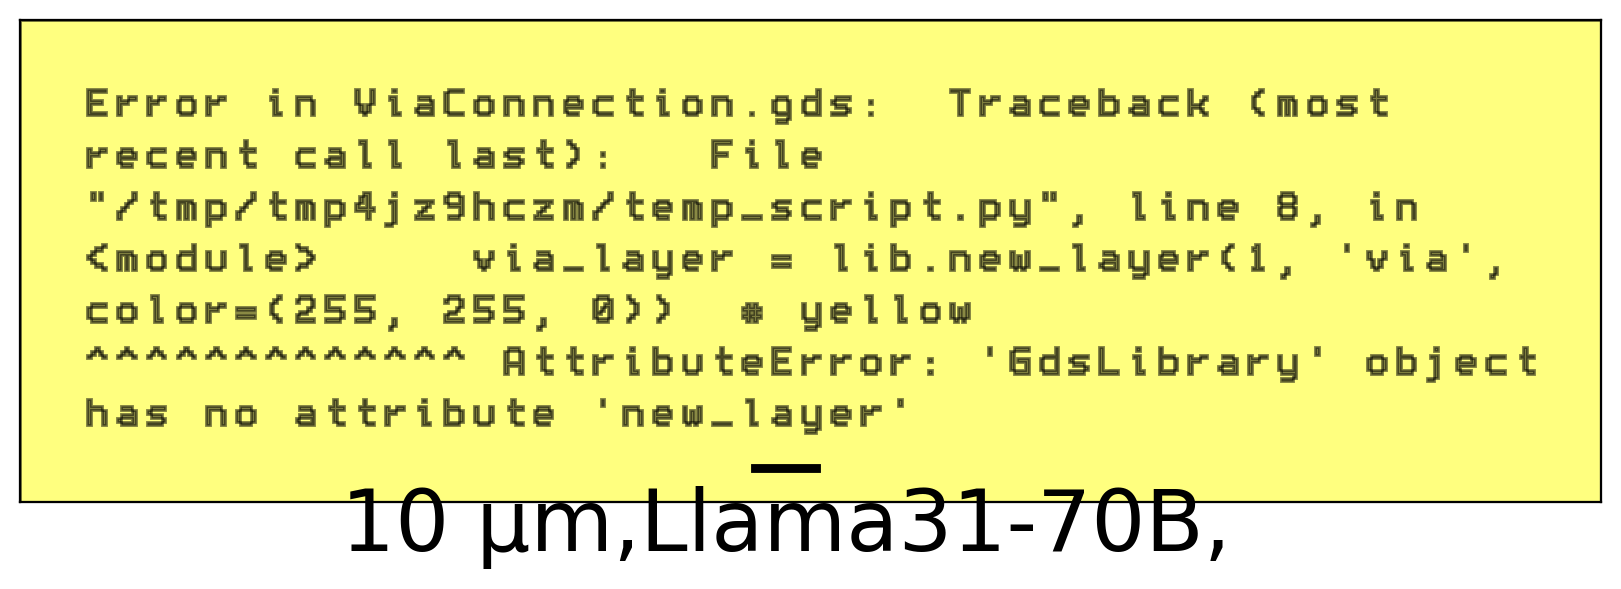 Error in ViaConnection.gds:  Traceback (most
recent call last):   File
"/tmp/tmp4jz9hczm/temp_script.py", line 8, in
<module>     via_layer = lib.new_layer(1, 'via',
color=(255, 255, 0))  # yellow
^^^^^^^^^^^^^ AttributeError: 'GdsLibrary' object
has no attribute 'new_layer'
10 µm,Llama31-70B,